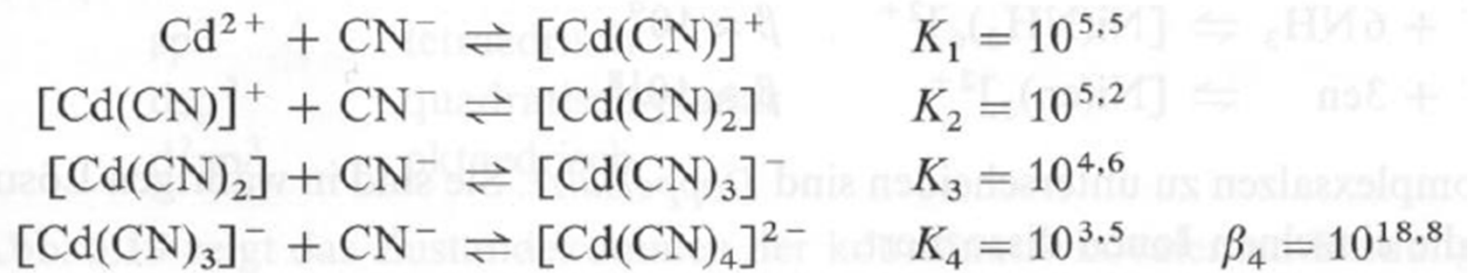 Cd²⁺ + CN⁻ ⇌ [Cd(CN)]⁺ K₁ = 10⁵,⁵
[Cd(CN)]⁺ + CN⁻ ⇌ [Cd(CN)₂] K₂ = 10⁵,²
[Cd(CN)₂] + CN⁻ ⇌ [Cd(CN)₃]⁻ K₃ = 10⁴,⁶
[Cd(CN)₃]⁻ + CN⁻ ⇌ [Cd(CN)₄]²⁻ K₄ = 10³,⁵ β₄ = 10¹⁸,⁸